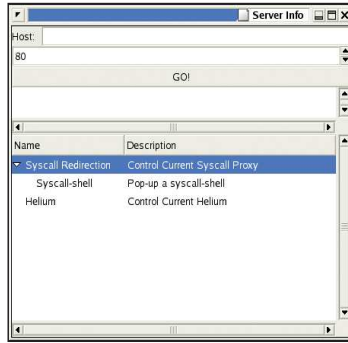 Server Info
Host:
80
GO!
Name Description
Syscall Redirection Control Current Syscall Proxy
Syscall-shell Pop-up a syscall-shell
Helium Control Current Helium